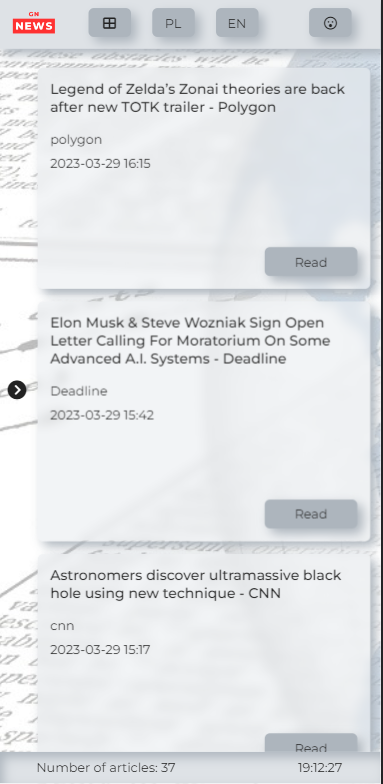 GN
NEWS
PL
EN
Legend of Zelda’s Zonai theories are back
after new TOTK trailer - Polygon
polygon
2023-03-29 16:15
Read
Elon Musk & Steve Wozniak Sign Open
Letter Calling For Moratorium On Some
Advanced A.I. Systems - Deadline
Deadline
2023-03-29 15:42
Read
supersonic
Astronomers discover ultramassive black
hole using new technique - CNN
cnn
2023-03-29 15:17
Read
Number of articles: 37
19:12:27